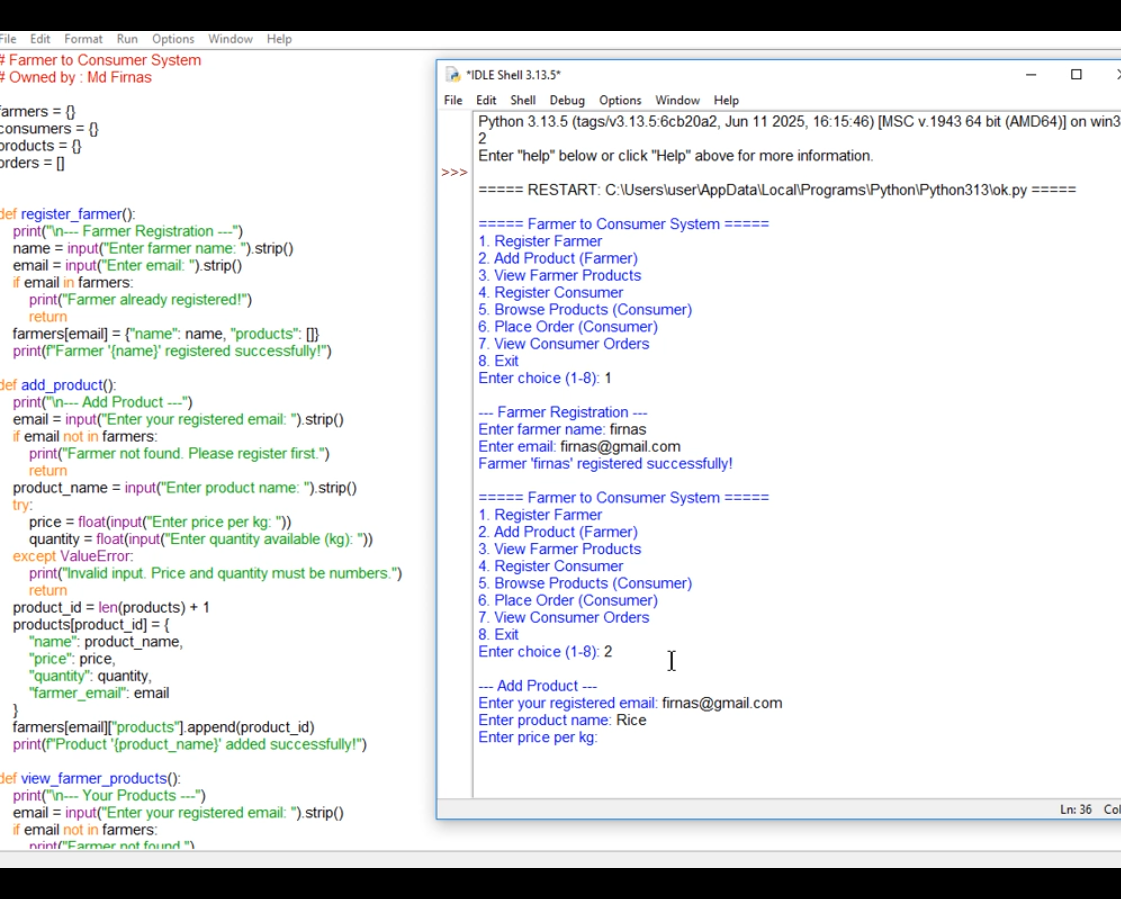 File Edit Format Run Options Window Help
# Farmer to Consumer System
# Owned by : Md Firnas
farmers = {}
consumers = {}
products = {}
orders = []
def register_farmer():
print("\n--- Farmer Registration ---")
name = input("Enter farmer name: ").strip()
email = input("Enter email: ").strip()
if email in farmers:
print("Farmer already registered!")
return
farmers[email] = {"name": name, "products": []}
print(f"Farmer '{name}' registered successfully!")
def add_product():
print("\n--- Add Product ---")
email = input("Enter your registered email: ").strip()
if email not in farmers:
print("Farmer not found. Please register first.")
return
product_name = input("Enter product name: ").strip()
try:
price = float(input("Enter price per kg: "))
quantity = float(input("Enter quantity available (kg): "))
except ValueError:
print("Invalid input. Price and quantity must be numbers.")
return
product_id = len(products) + 1
products[product_id] = {
"name": product_name,
"price": price,
"quantity": quantity,
"farmer_email": email
}
farmers[email]["products"].append(product_id)
print(f"Product '{product_name}' added successfully!")
def view_farmer_products():
print("\n--- Your Products ---")
email = input("Enter your registered email: ").strip()
if email not in farmers:
print("Farmer not found.")
*IDLE Shell 3.13.5*
File Edit Shell Debug Options Window Help
Python 3.13.5 (tags/v3.13.5:6cb20a2, Jun 11 2025, 16:15:46) [MSC v.1943 64 bit (AMD64)] on win3
2
Enter "help" below or click "Help" above for more information.
>>>
===== RESTART: C:\Users\user\AppData\Local\Programs\Python\Python313\ok.py =====
===== Farmer to Consumer System =====
1. Register Farmer
2. Add Product (Farmer)
3. View Farmer Products
4. Register Consumer
5. Browse Products (Consumer)
6. Place Order (Consumer)
7. View Consumer Orders
8. Exit
Enter choice (1-8): 1
--- Farmer Registration ---
Enter farmer name: firnas
Enter email: firnas@gmail.com
Farmer 'firnas' registered successfully!
===== Farmer to Consumer System =====
1. Register Farmer
2. Add Product (Farmer)
3. View Farmer Products
4. Register Consumer
5. Browse Products (Consumer)
6. Place Order (Consumer)
7. View Consumer Orders
8. Exit
Enter choice (1-8): 2
--- Add Product ---
Enter your registered email: firnas@gmail.com
Enter product name: Rice
Enter price per kg:
Ln: 36 Col